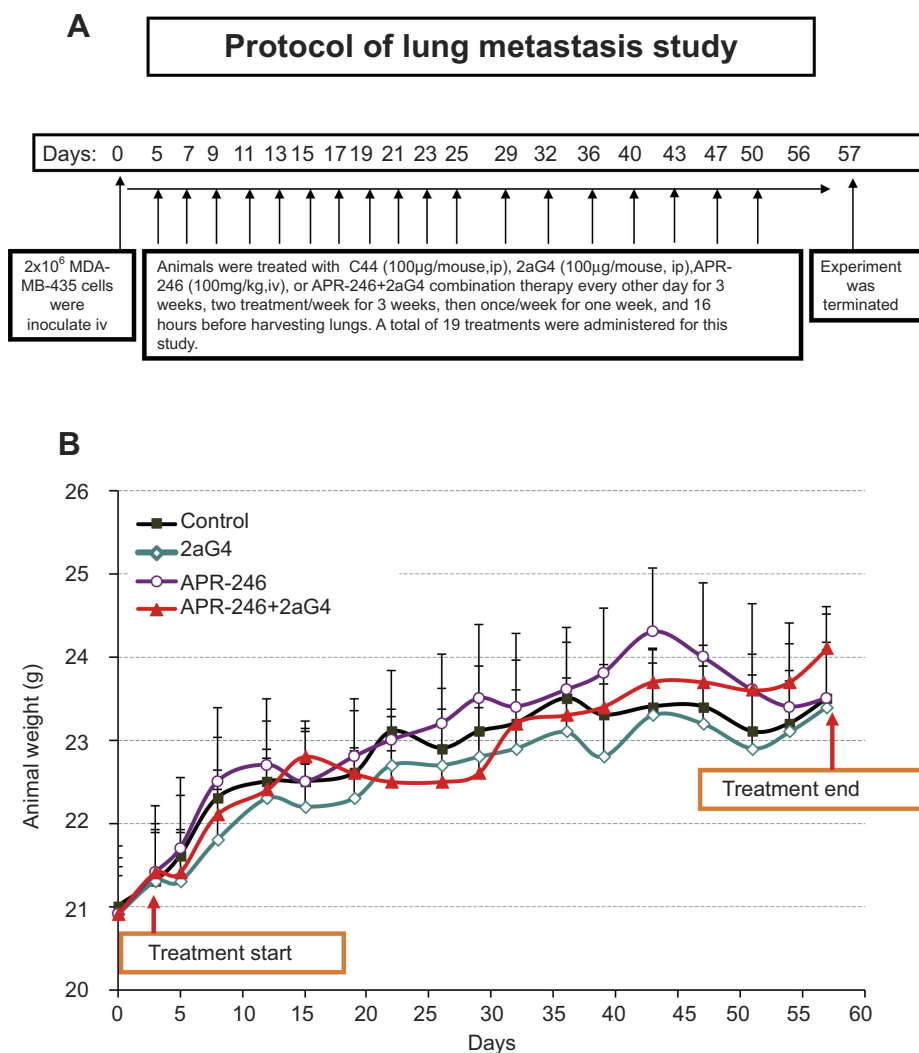 A
Protocol of lung metastasis study
Days: 0 5 7 9 11 13 15 17 19 21 23 25 29 32 36 40 43 47 50 56 57
2x10⁶ MDA-
MB-435 cells
were
inoculate iv
Animals were treated with C44 (100µg/mouse,ip), 2aG4 (100µg/mouse, ip),APR-
246 (100mg/kg,iv), or APR-246+2aG4 combination therapy every other day for 3
weeks, two treatment/week for 3 weeks, then once/week for one week, and 16
hours before harvesting lungs. A total of 19 treatments were administered for this
study.
Experiment
was
terminated
B
Animal weight (g)
26
25
24
23
22
21
20
Control
2aG4
APR-246
APR-246+2aG4
Treatment end
Treatment start
0 5 10 15 20 25 30 35 40 45 50 55 60
Days